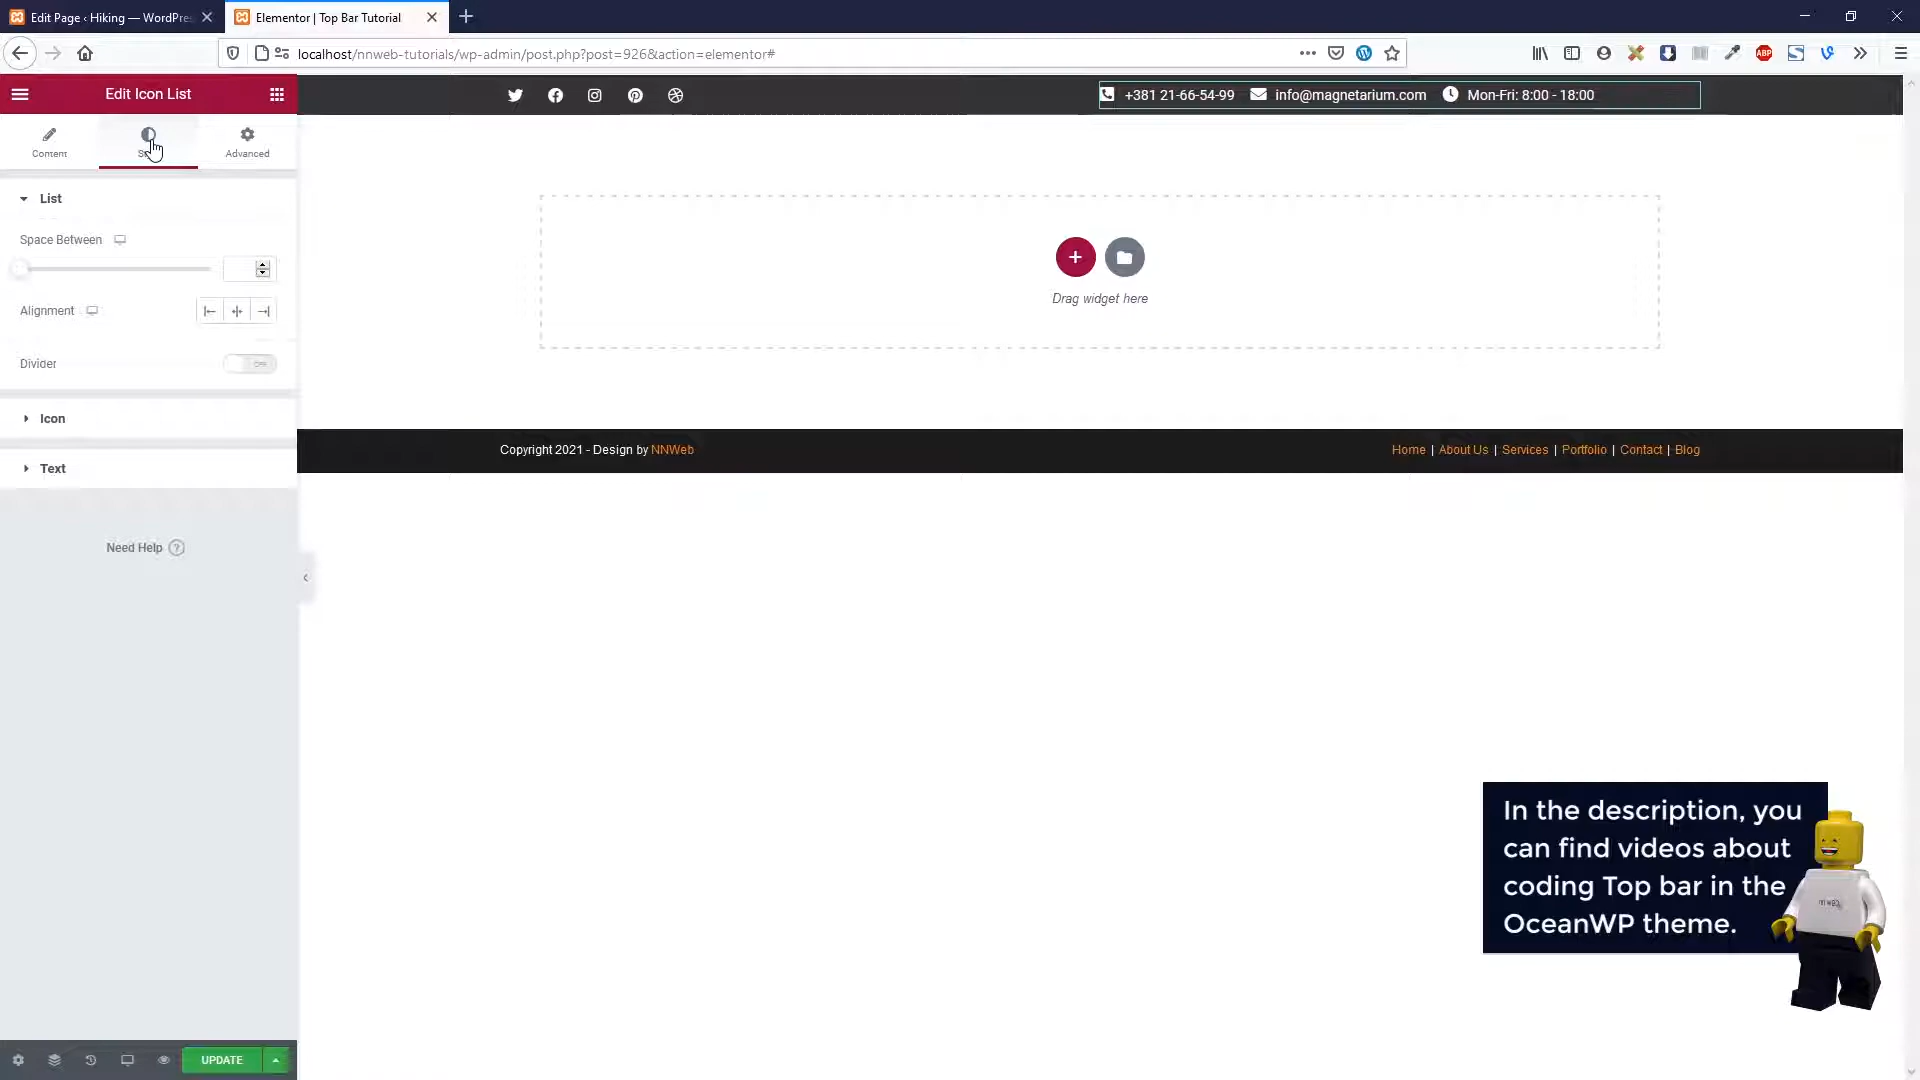 Edit Page ‹ Hiking — WordPre
Elementor | Top Bar Tutorial
localhost/nnweb-tutorials/wp-admin/post.php?post=926&action=elementor#
ABP
Edit Icon List
Content
Advanced
List
Space Between
Alignment
Divider
OFF
Icon
Text
Need Help ?
UPDATE
+381 21-66-54-99 info@magnetarium.com Mon-Fri: 8:00 - 18:00
Drag widget here
Copyright 2021 - Design by NNWeb
Home | About Us | Services | Portfolio | Contact | Blog
In the description, you
can find videos about
coding Top bar in the
OceanWP theme.